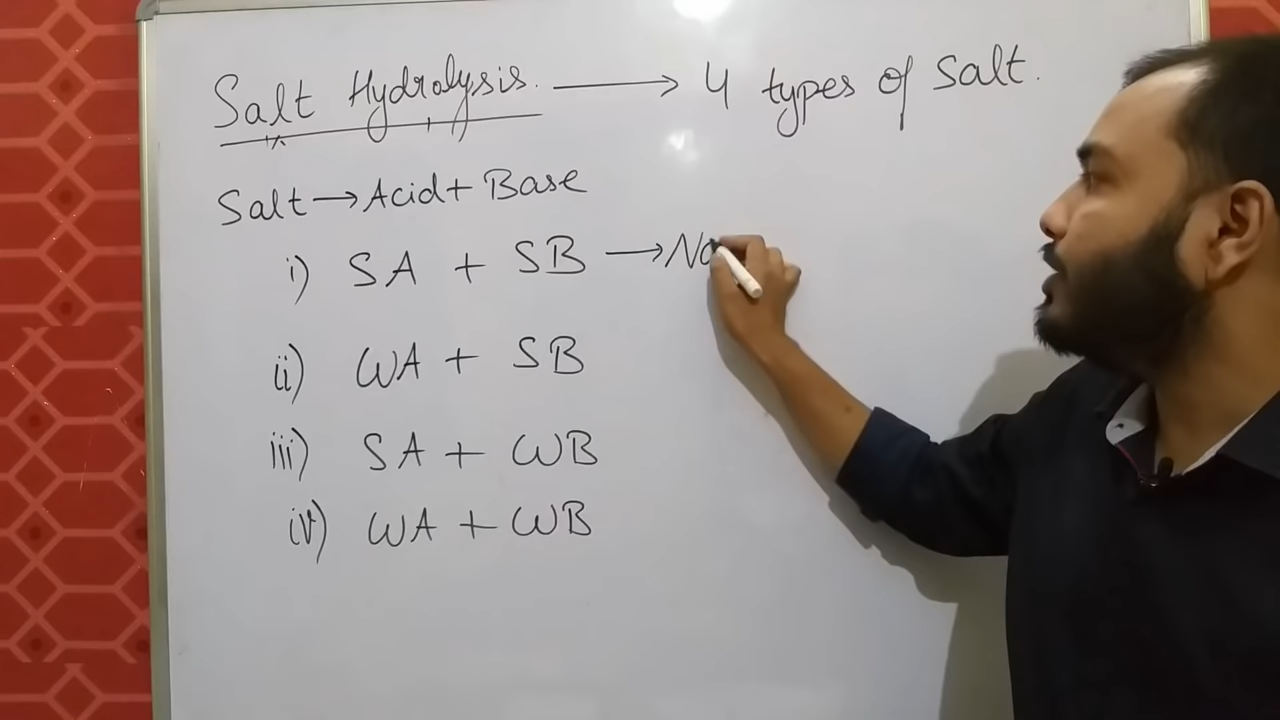 Salt Hydrolysis. → 4 types of Salt.
Salt → Acid + Base
i) SA + SB → Na
ii) WA + SB
iii) SA + WB
iv) WA + WB